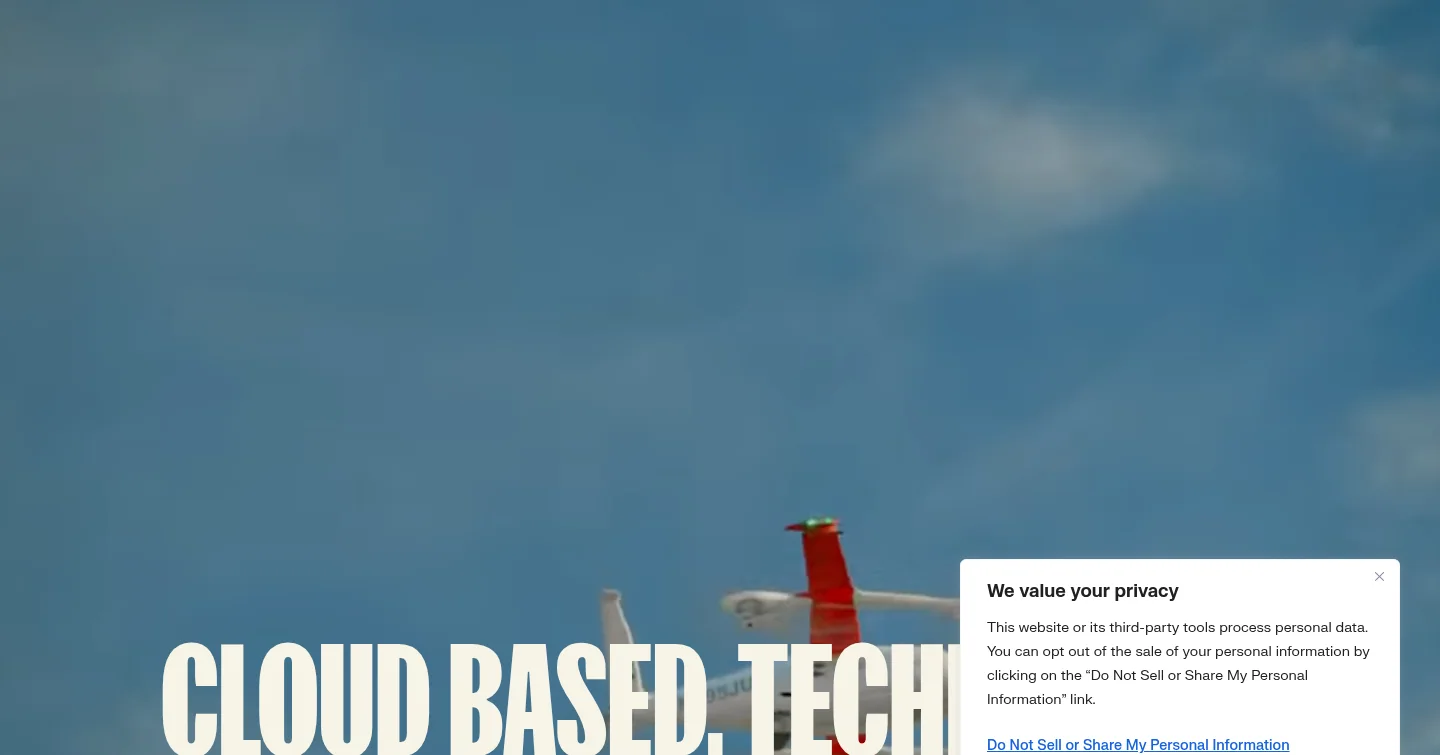 CLOUD BASED. TECH
We value your privacy
This website or its third-party tools process personal data.
You can opt out of the sale of your personal information by
clicking on the “Do Not Sell or Share My Personal
Information” link.
Do Not Sell or Share My Personal Information